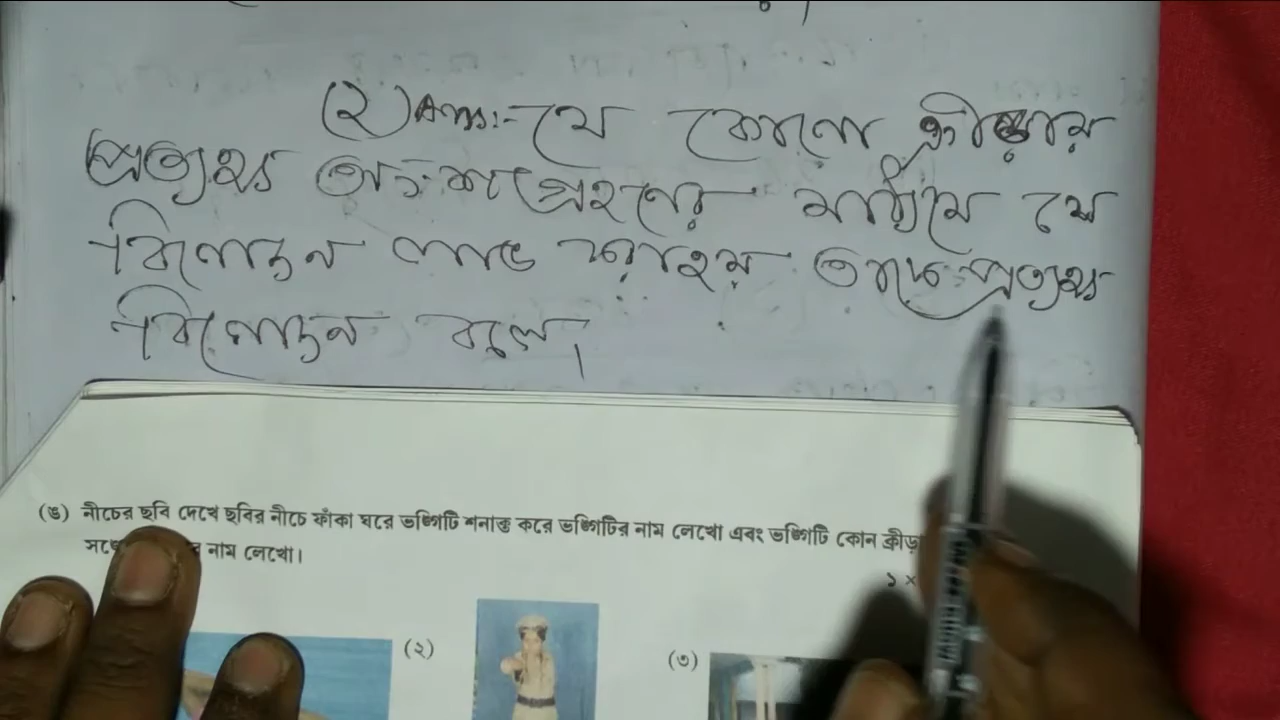 (২) Ans:- যে কোনো ক্রীড়ায়
প্রত্যক্ষ অংশগ্রহণের মাধ্যমে যে
বিনোদন লাভ করা হয় তাকে প্রত্যক্ষ
বিনোদন বলে।
(ঙ) নীচের ছবি দেখে ছবির নীচে ফাঁকা ঘরে ভঙ্গিটি শনাক্ত করে ভঙ্গিটির নাম লেখো এবং ভঙ্গিটি কোন ক্রীড়া
নাম লেখো।
১ ×
(২)
(৩)